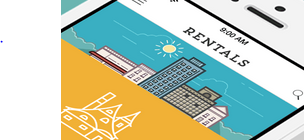 .
9:00 AM
RENTALS